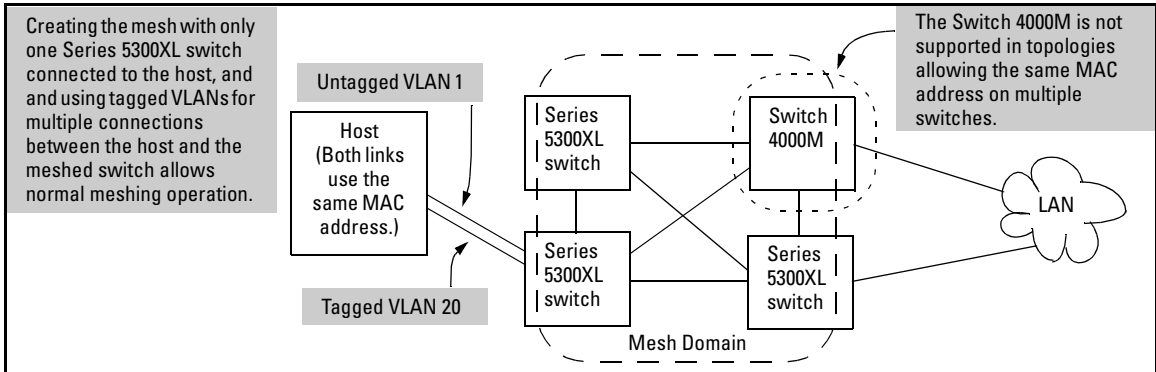 Creating the mesh with only
one Series 5300XL switch
connected to the host, and
and using tagged VLANs for
multiple connections
between the host and the
meshed switch allows
normal meshing operation.
Untagged VLAN 1
Host
(Both links
use the
same MAC
address.)
Tagged VLAN 20
Series
5300XL
switch
Series
5300XL
switch
Switch
4000M
Series
5300XL
switch
Mesh Domain
The Switch 4000M is not
supported in topologies
allowing the same MAC
address on multiple
switches.
LAN